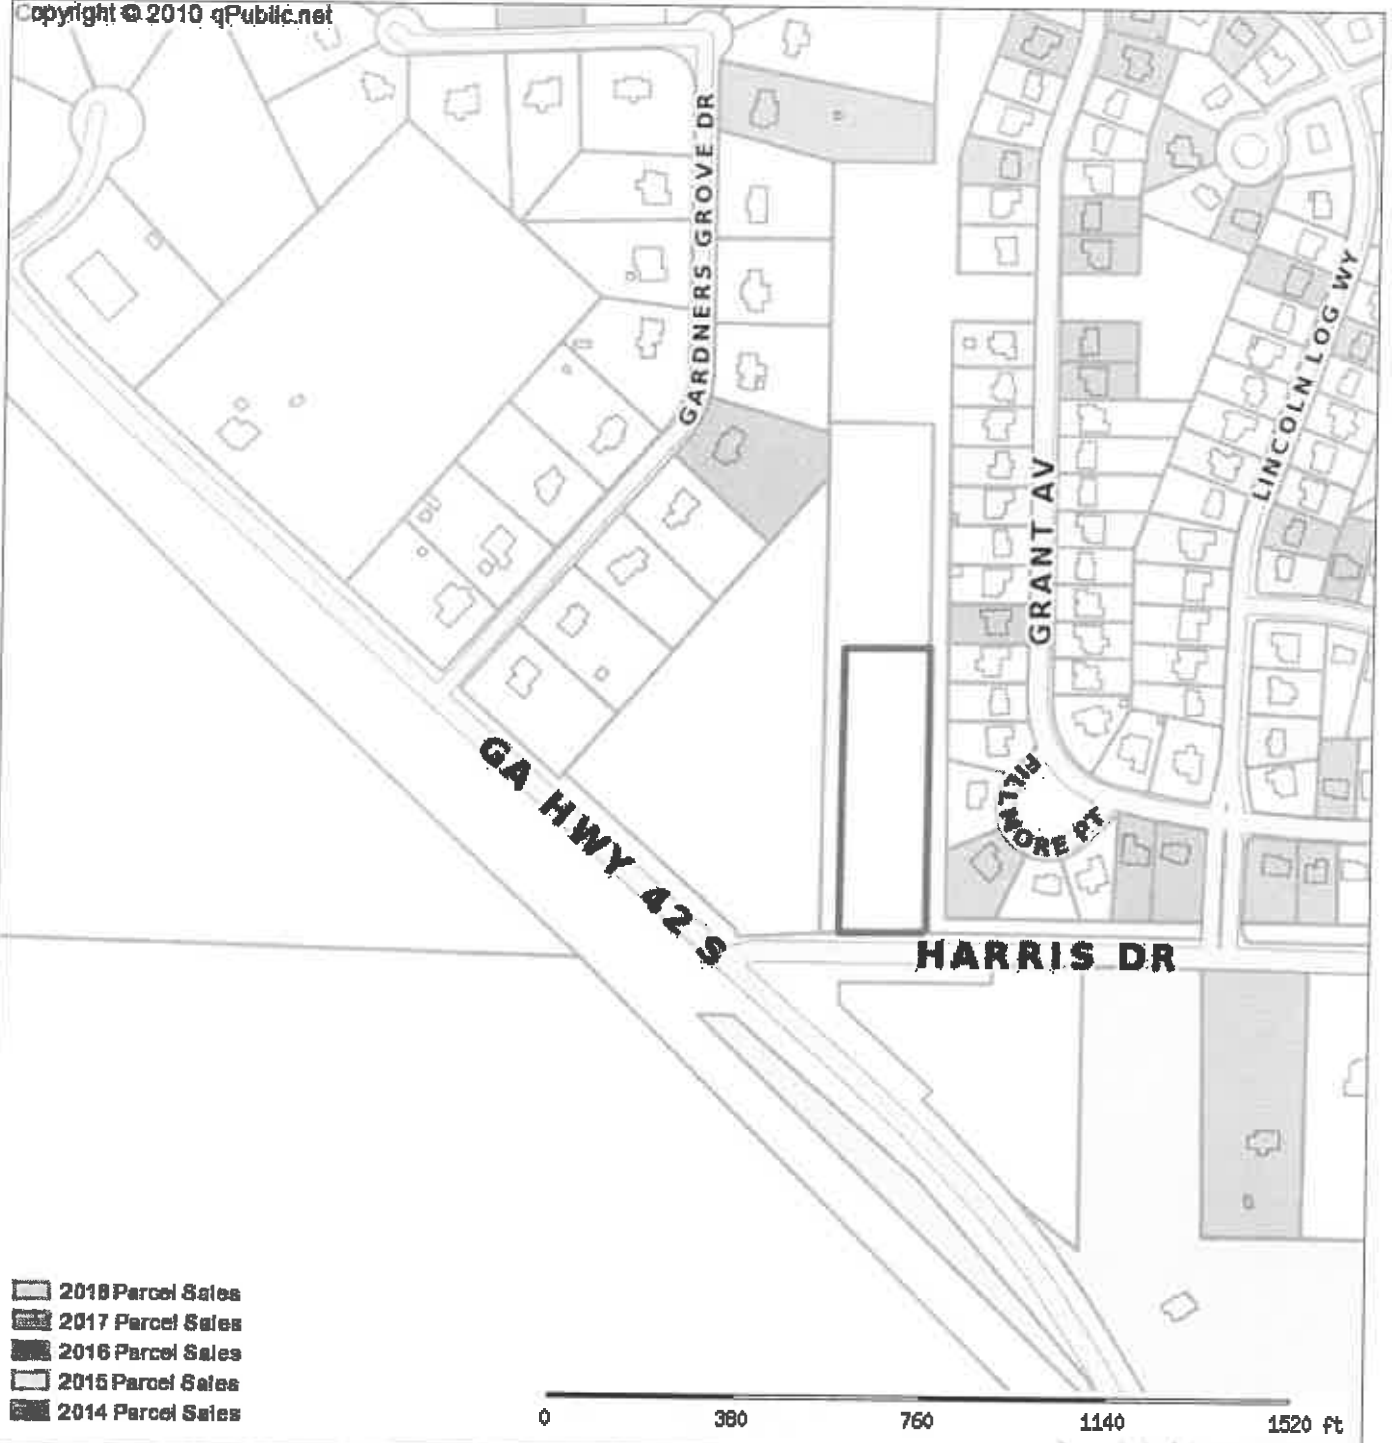 Copyright © 2010 qPublic.net
GARDNERS GROVE DR
GRANT AV
LINCOLN LOG WY
FILLMORE PT
GA HWY 42 S
HARRIS DR
2018 Parcel Sales
2017 Parcel Sales
2016 Parcel Sales
2015 Parcel Sales
2014 Parcel Sales
0 380 760 1140 1520 ft